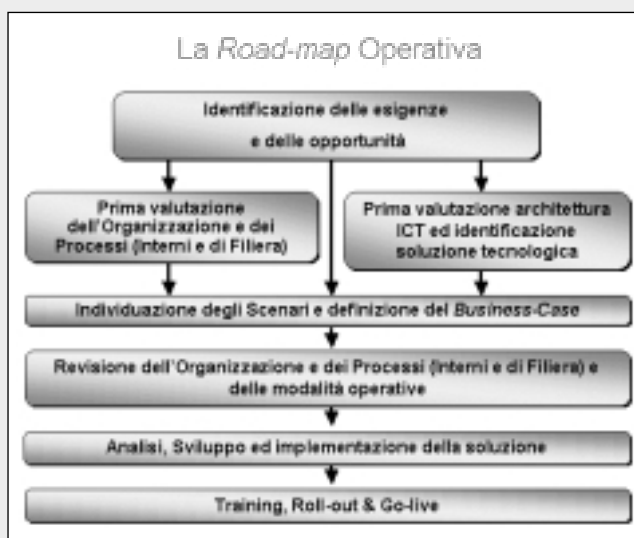 La Road-map Operativa
Identificazione delle esigenze
e delle opportunità
Prima valutazione
dell'Organizzazione e dei
Processi (Interni e di Filiera)
Prima valutazione architettura
ICT ed identificazione
soluzione tecnologica
Individuazione degli Scenari e definizione del Business-Case
Revisione dell'Organizzazione e dei Processi (Interni e di Filiera) e
delle modalità operative
Analisi, Sviluppo ed implementazione della soluzione
Training, Roll-out & Go-live